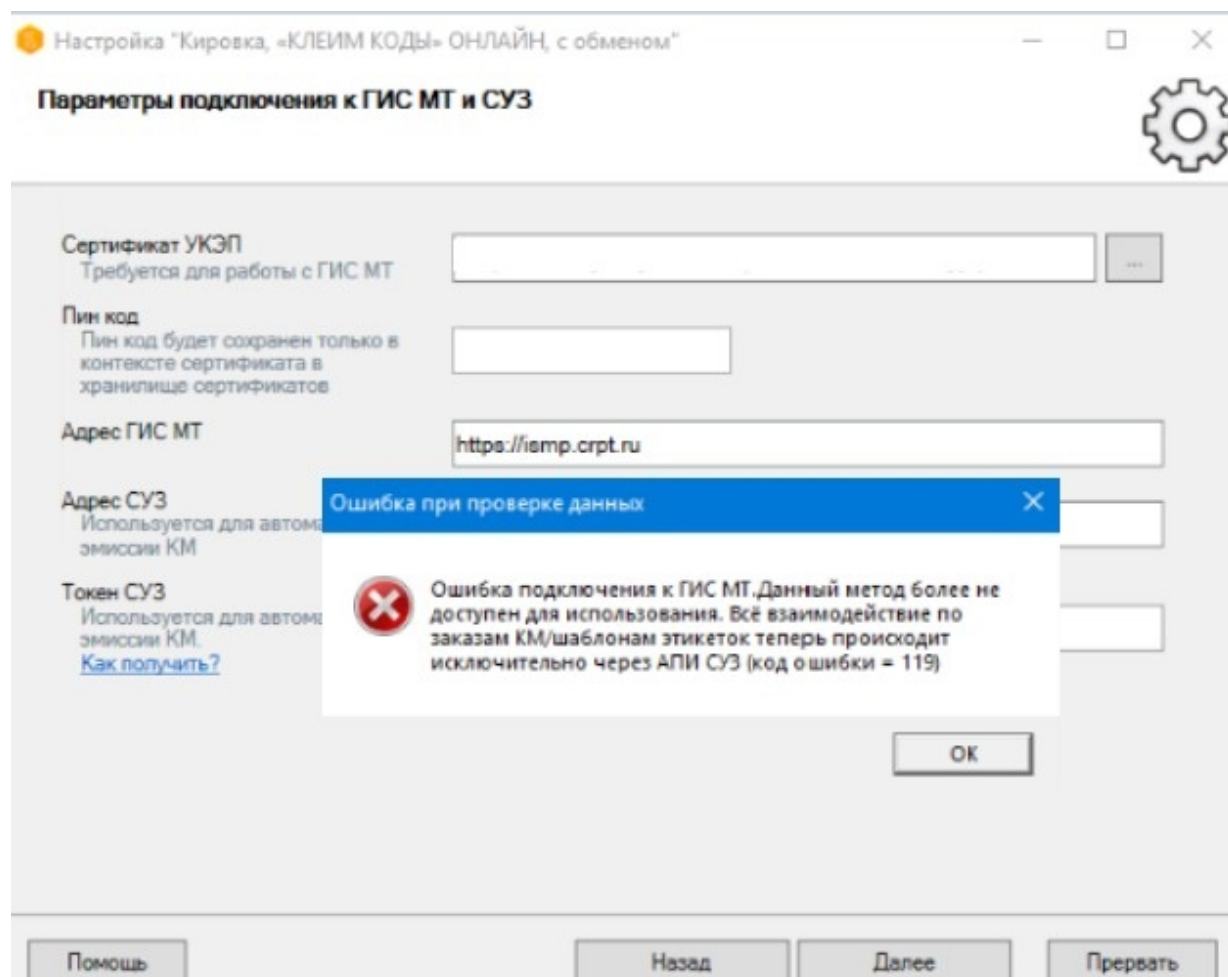 Настройка "Кировка, «КЛЕИМ КОДЫ» ОНЛАЙН, с обменом"
Параметры подключения к ГИС МТ и СУЗ
Сертификат УКЭП
Требуется для работы с ГИС МТ
...
Пин код
Пин код будет сохранен только в
контексте сертификата в
хранилище сертификатов
Адрес ГИС МТ
https://ismp.crpt.ru
Адрес СУЗ
Используется для автома
эмиссии КМ
Токен СУЗ
Используется для автома
эмиссии КМ.
Как получить?
Ошибка при проверке данных
Ошибка подключения к ГИС МТ.Данный метод более не
доступен для использования. Всё взаимодействие по
заказам КМ/шаблонам этикеток теперь происходит
исключительно через АПИ СУЗ (код ошибки = 119)
ОК
Помощь
Назад
Далее
Прервать